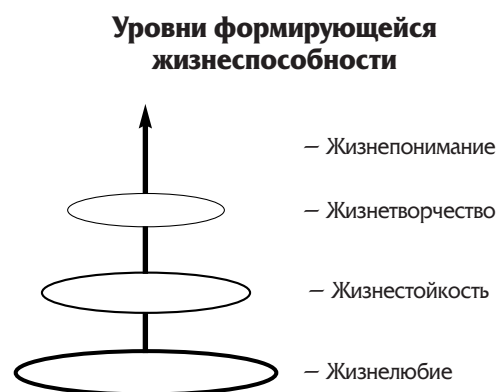 Уровни формирующейся
жизнеспособности
– Жизнепонимание
– Жизнетворчество
– Жизнестойкость
– Жизнелюбие